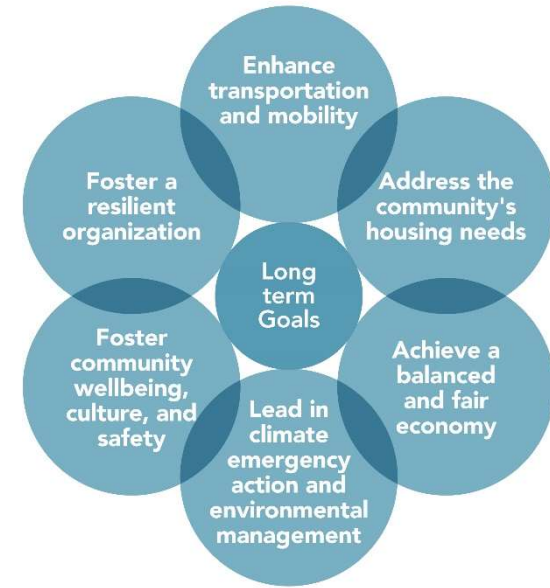 Enhance
transportation
and mobility
Address the
community's
housing needs
Achieve a
balanced
and fair
economy
Lead in
climate
emergency
action and
environmental
management
Foster
community
wellbeing,
culture, and
safety
Foster a
resilient
organization
Long
term
Goals